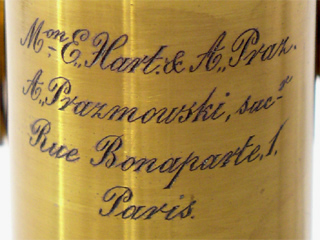 Mon E. Hart. & A. Praz.
A. Prazmowski, sucr
Rue Bonaparte, 1,
Paris.